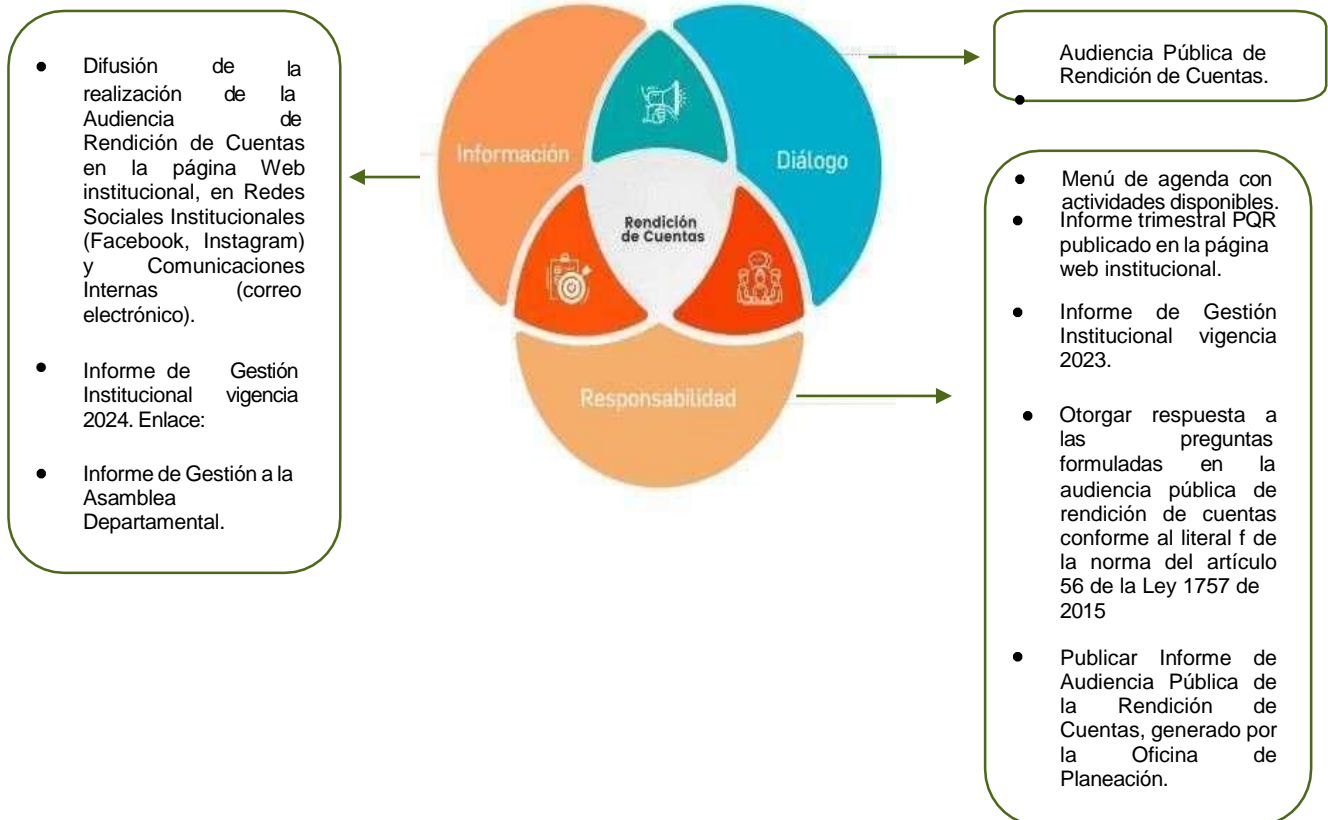 ● Difusión de la
realización de la
Audiencia de
Rendición de Cuentas
en la página Web
institucional, en Redes
Sociales Institucionales
(Facebook, Instagram)
y Comunicaciones
Internas (correo
electrónico).
● Informe de Gestión
Institucional vigencia
2024. Enlace:
● Informe de Gestión a la
Asamblea
Departamental.
Información
Diálogo
Rendición
de Cuentas
Responsabilidad
Audiencia Pública de
Rendición de Cuentas.
●
● Menú de agenda con
actividades disponibles.
● Informe trimestral PQR
publicado en la página
web institucional.
● Informe de Gestión
Institucional vigencia
2023.
● Otorgar respuesta a
las preguntas
formuladas en la
audiencia pública de
rendición de cuentas
conforme al literal f de
la norma del artículo
56 de la Ley 1757 de
2015
● Publicar Informe de
Audiencia Pública de
la Rendición de
Cuentas, generado por
la Oficina de
Planeación.